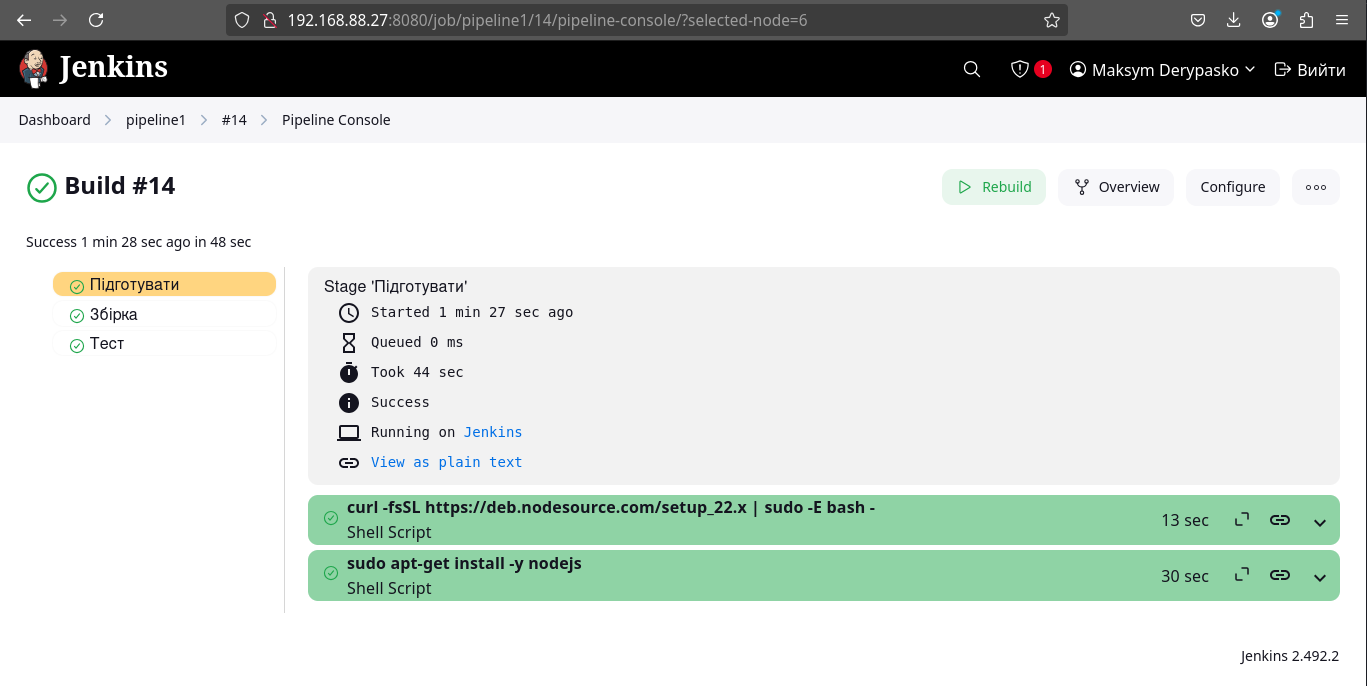 192.168.88.27:8080/job/pipeline1/14/pipeline-console/?selected-node=6
Jenkins
1
Maksym Derypasko
Вийти
Dashboard pipeline1 #14 Pipeline Console
Build #14
Rebuild
Overview
Configure
Success 1 min 28 sec ago in 48 sec
Підготувати
Збірка
Тест
Stage 'Підготувати'
Started 1 min 27 sec ago
Queued 0 ms
Took 44 sec
Success
Running on Jenkins
View as plain text
curl -fsSL https://deb.nodesource.com/setup_22.x | sudo -E bash -
Shell Script
13 sec
sudo apt-get install -y nodejs
Shell Script
30 sec
Jenkins 2.492.2